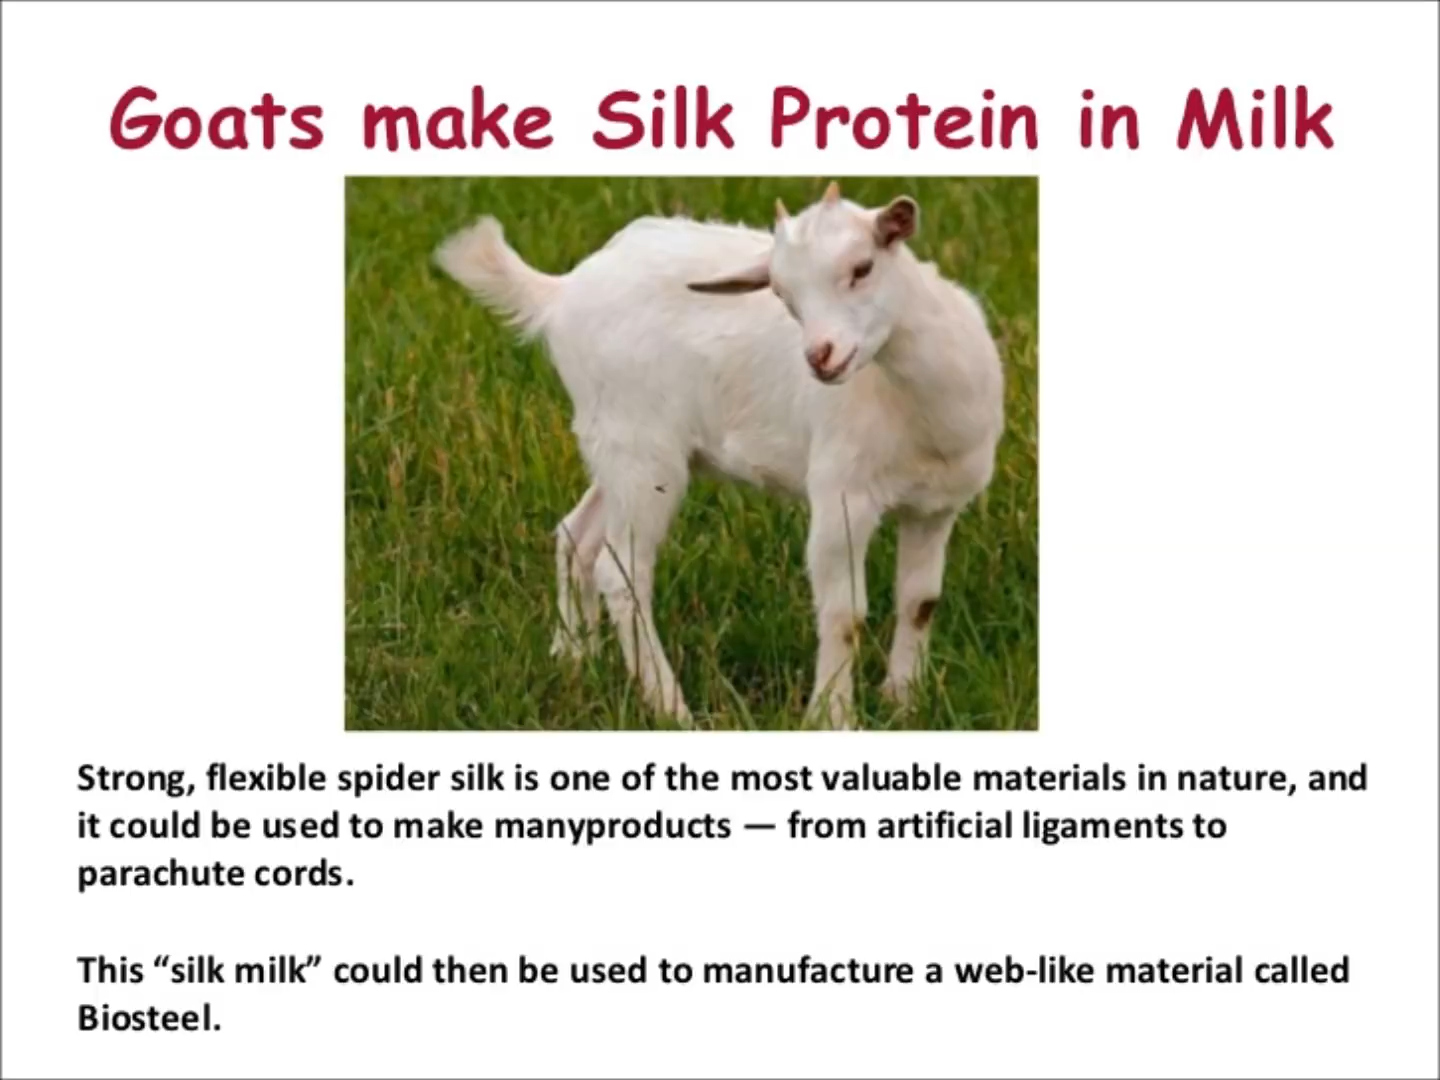 Goats make Silk Protein in Milk
Strong, flexible spider silk is one of the most valuable materials in nature, and
it could be used to make manyproducts — from artificial ligaments to
parachute cords.
This “silk milk” could then be used to manufacture a web-like material called
Biosteel.